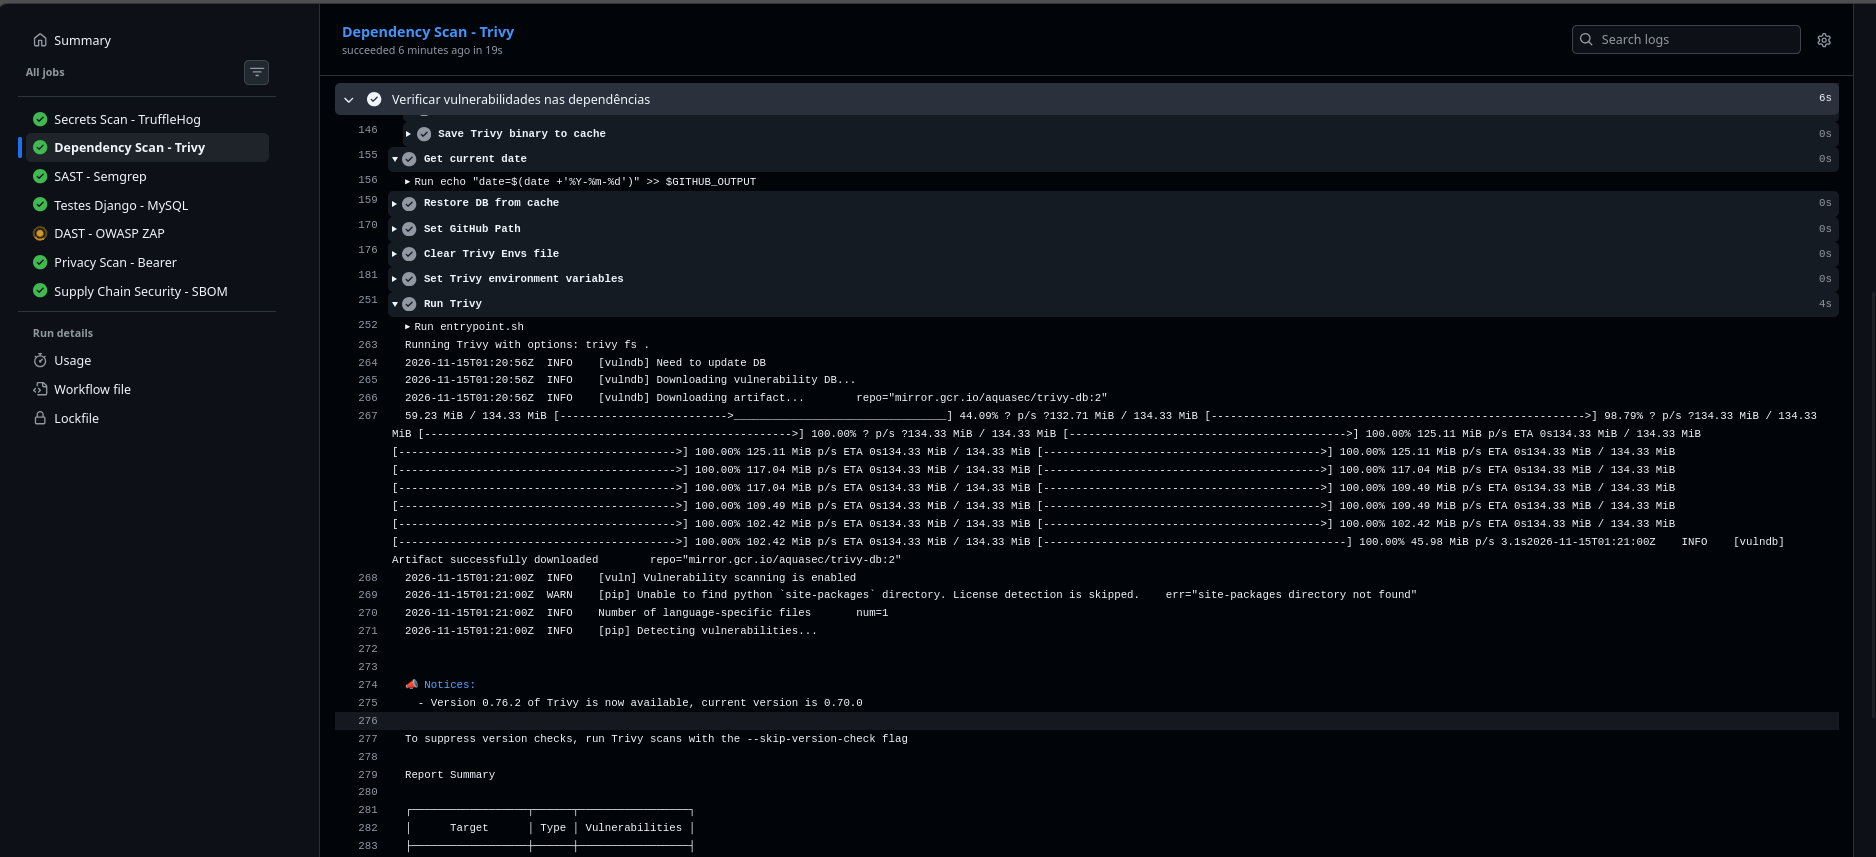 Summary
All jobs
Secrets Scan - TruffleHog
Dependency Scan - Trivy
SAST - Semgrep
Testes Django - MySQL
DAST - OWASP ZAP
Privacy Scan - Bearer
Supply Chain Security - SBOM
Run details
Usage
Workflow file
Lockfile
Dependency Scan - Trivy
succeeded 6 minutes ago in 19s
Search logs
Verificar vulnerabilidades nas dependências 6s
146 Save Trivy binary to cache 0s
155 Get current date 0s
156 Run echo "date=$(date +'%Y-%m-%d')" >> $GITHUB_OUTPUT
159 Restore DB from cache 0s
170 Set GitHub Path 0s
176 Clear Trivy Envs file 0s
181 Set Trivy environment variables 0s
251 Run Trivy 4s
252 Run entrypoint.sh
263 Running Trivy with options: trivy fs .
264 2026-11-15T01:20:56Z INFO [vulndb] Need to update DB
265 2026-11-15T01:20:56Z INFO [vulndb] Downloading vulnerability DB...
266 2026-11-15T01:20:56Z INFO [vulndb] Downloading artifact... repo="mirror.gcr.io/aquasec/trivy-db:2"
267 59.23 MiB / 134.33 MiB [-------------------------->_________________________________] 44.09% ? p/s ?132.71 MiB / 134.33 MiB [---------------------------------------------------------->] 98.79% ? p/s ?134.33 MiB / 134.33
MiB [--------------------------------------------------------->] 100.00% ? p/s ?134.33 MiB / 134.33 MiB [------------------------------------------->] 100.00% 125.11 MiB p/s ETA 0s134.33 MiB / 134.33 MiB
[------------------------------------------->] 100.00% 125.11 MiB p/s ETA 0s134.33 MiB / 134.33 MiB [------------------------------------------->] 100.00% 125.11 MiB p/s ETA 0s134.33 MiB / 134.33 MiB
[------------------------------------------->] 100.00% 117.04 MiB p/s ETA 0s134.33 MiB / 134.33 MiB [------------------------------------------->] 100.00% 117.04 MiB p/s ETA 0s134.33 MiB / 134.33 MiB
[------------------------------------------->] 100.00% 117.04 MiB p/s ETA 0s134.33 MiB / 134.33 MiB [------------------------------------------->] 100.00% 109.49 MiB p/s ETA 0s134.33 MiB / 134.33 MiB
[------------------------------------------->] 100.00% 109.49 MiB p/s ETA 0s134.33 MiB / 134.33 MiB [------------------------------------------->] 100.00% 109.49 MiB p/s ETA 0s134.33 MiB / 134.33 MiB
[------------------------------------------->] 100.00% 102.42 MiB p/s ETA 0s134.33 MiB / 134.33 MiB [------------------------------------------->] 100.00% 102.42 MiB p/s ETA 0s134.33 MiB / 134.33 MiB
[------------------------------------------->] 100.00% 102.42 MiB p/s ETA 0s134.33 MiB / 134.33 MiB [-----------------------------------------------] 100.00% 45.98 MiB p/s 3.1s2026-11-15T01:21:00Z INFO [vulndb]
Artifact successfully downloaded repo="mirror.gcr.io/aquasec/trivy-db:2"
268 2026-11-15T01:21:00Z INFO [vuln] Vulnerability scanning is enabled
269 2026-11-15T01:21:00Z WARN [pip] Unable to find python `site-packages` directory. License detection is skipped. err="site-packages directory not found"
270 2026-11-15T01:21:00Z INFO Number of language-specific files num=1
271 2026-11-15T01:21:00Z INFO [pip] Detecting vulnerabilities...
272
273
274 📣 Notices:
275 - Version 0.76.2 of Trivy is now available, current version is 0.70.0
276
277 To suppress version checks, run Trivy scans with the --skip-version-check flag
278
279 Report Summary
280
281
282 │ Target │ Type │ Vulnerabilities │
283